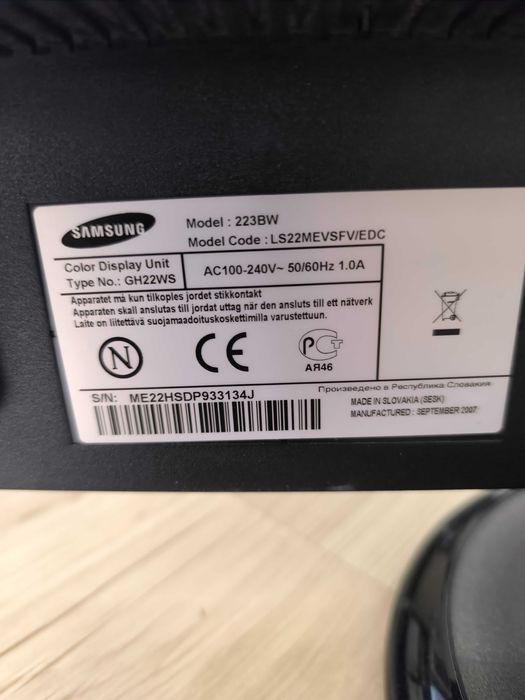 SAMSUNG
Model : 223BW
Model Code : LS22MEVSFV/EDC
Color Display Unit
Type No.: GH22WS
AC100-240V~ 50/60Hz 1.0A
Apparatet må kun tilkoples jordet stikkontakt
Apparaten skall anslutas till jordat uttag när den ansluts till ett nätverk
Laite on liitettävä suojamaadoituskoskettimilla varustettuun.
N
CE
PCT
АЯ46
S/N: ME22HSDP933134J
Произведено в Республика Словакия
MADE IN SLOVAKIA (SESK)
MANUFACTURED : SEPTEMBER 2007